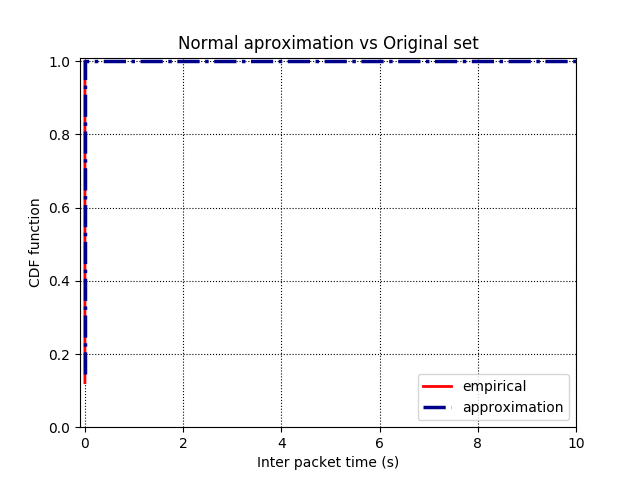 Normal aproximation vs Original set
CDF function
1.0
0.8
0.6
0.4
0.2
0.0
empirical
approximation
0 2 4 6 8 10
Inter packet time (s)